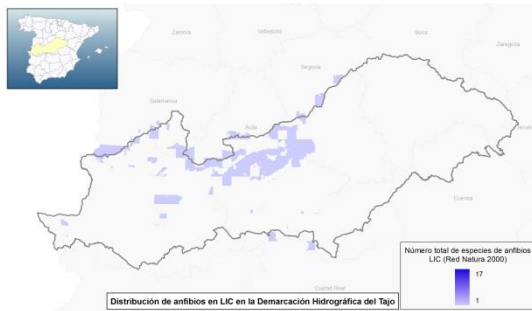 Zamora
Valladolid
Soria
Zaragoza
Segovia
Salamanca
Ávila
Cuenca
Ciudad Real
Número total de especies de anfibios
LIC (Red Natura 2000)
17
1
Distribución de anfibios en LIC en la Demarcación Hidrográfica del Tajo